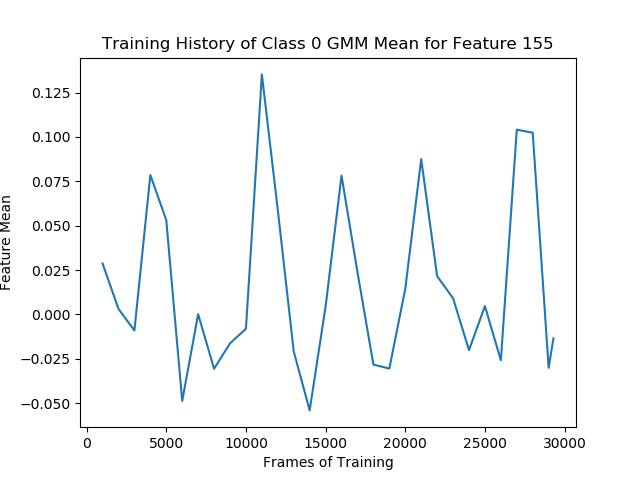 Training History of Class 0 GMM Mean for Feature 155
Feature Mean
0.125
0.100
0.075
0.050
0.025
0.000
−0.025
−0.050
0 5000 10000 15000 20000 25000 30000
Frames of Training